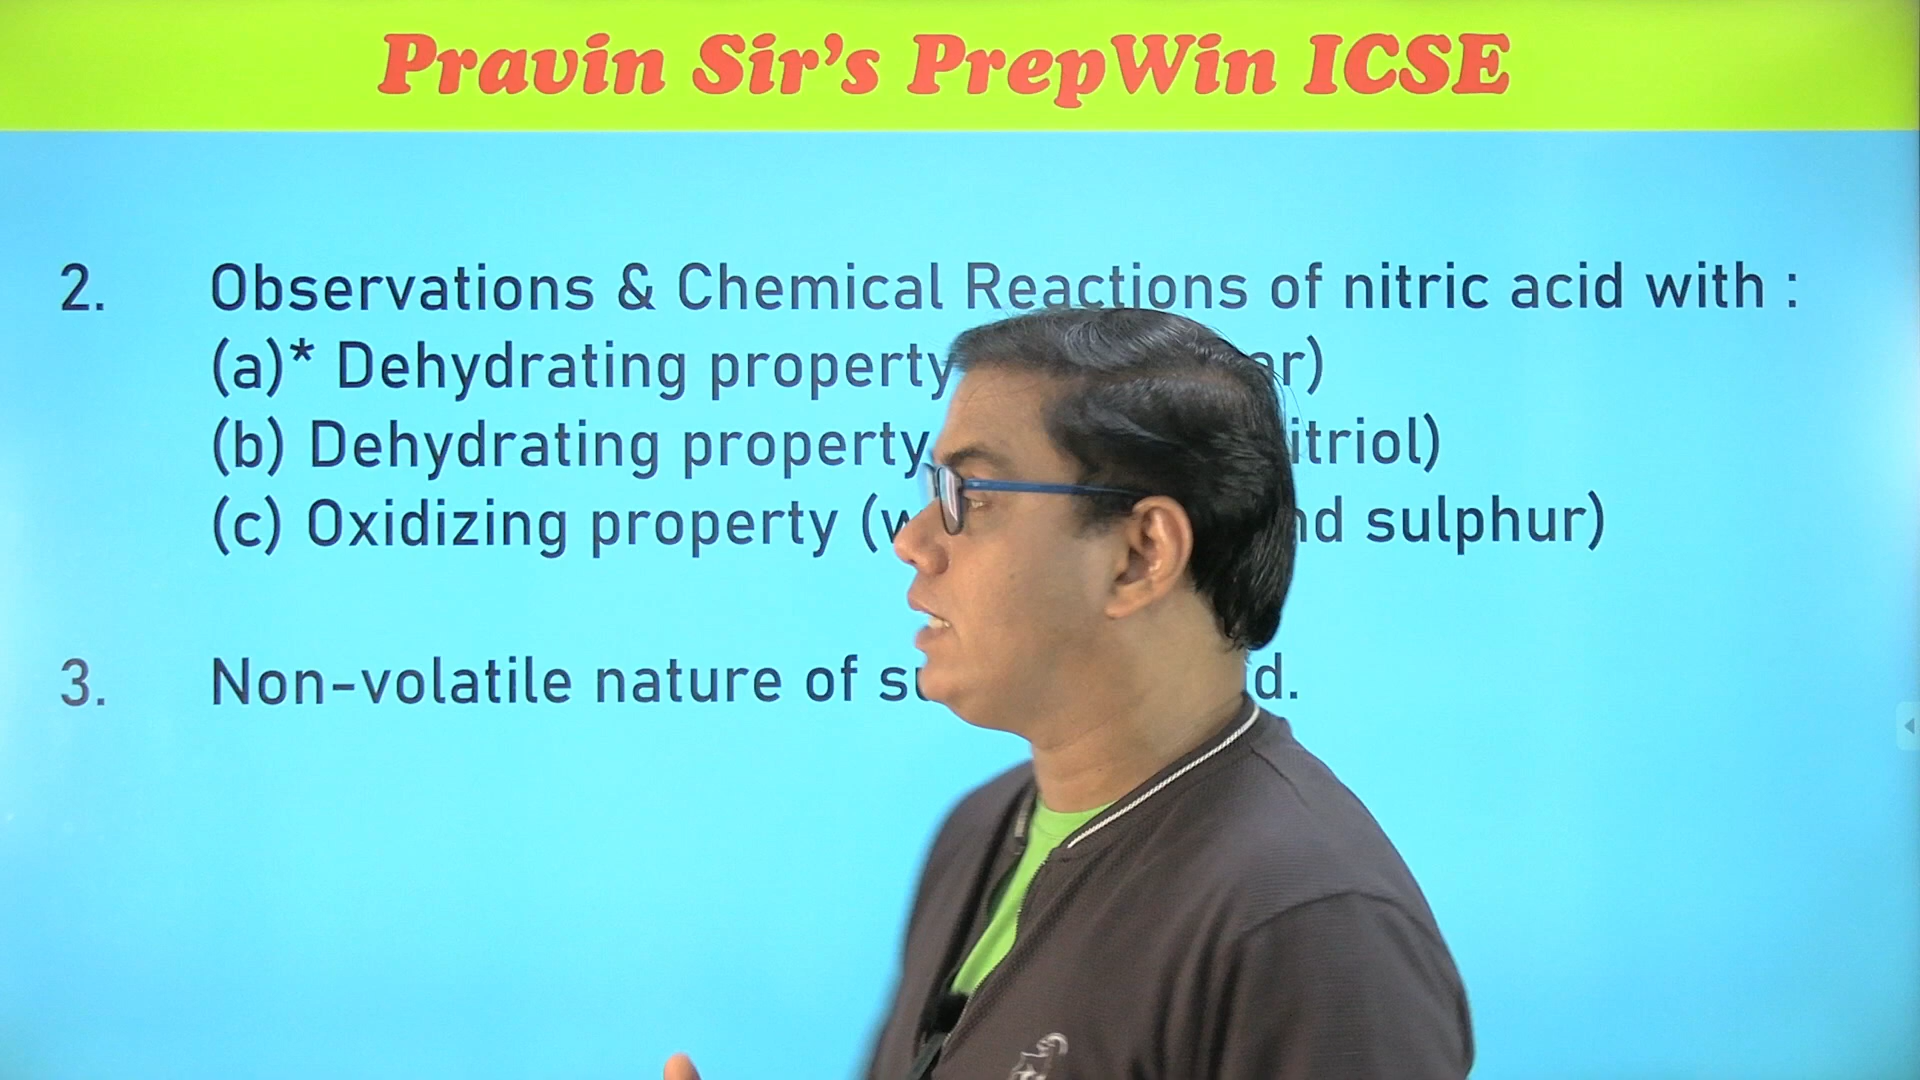 Pravin Sir's PrepWin ICSE
2. Observations & Chemical Reactions of nitric acid with :
(a)* Dehydrating property
(b) Dehydrating property
(c) Oxidizing property sulphur)
3. Non-volatile nature of